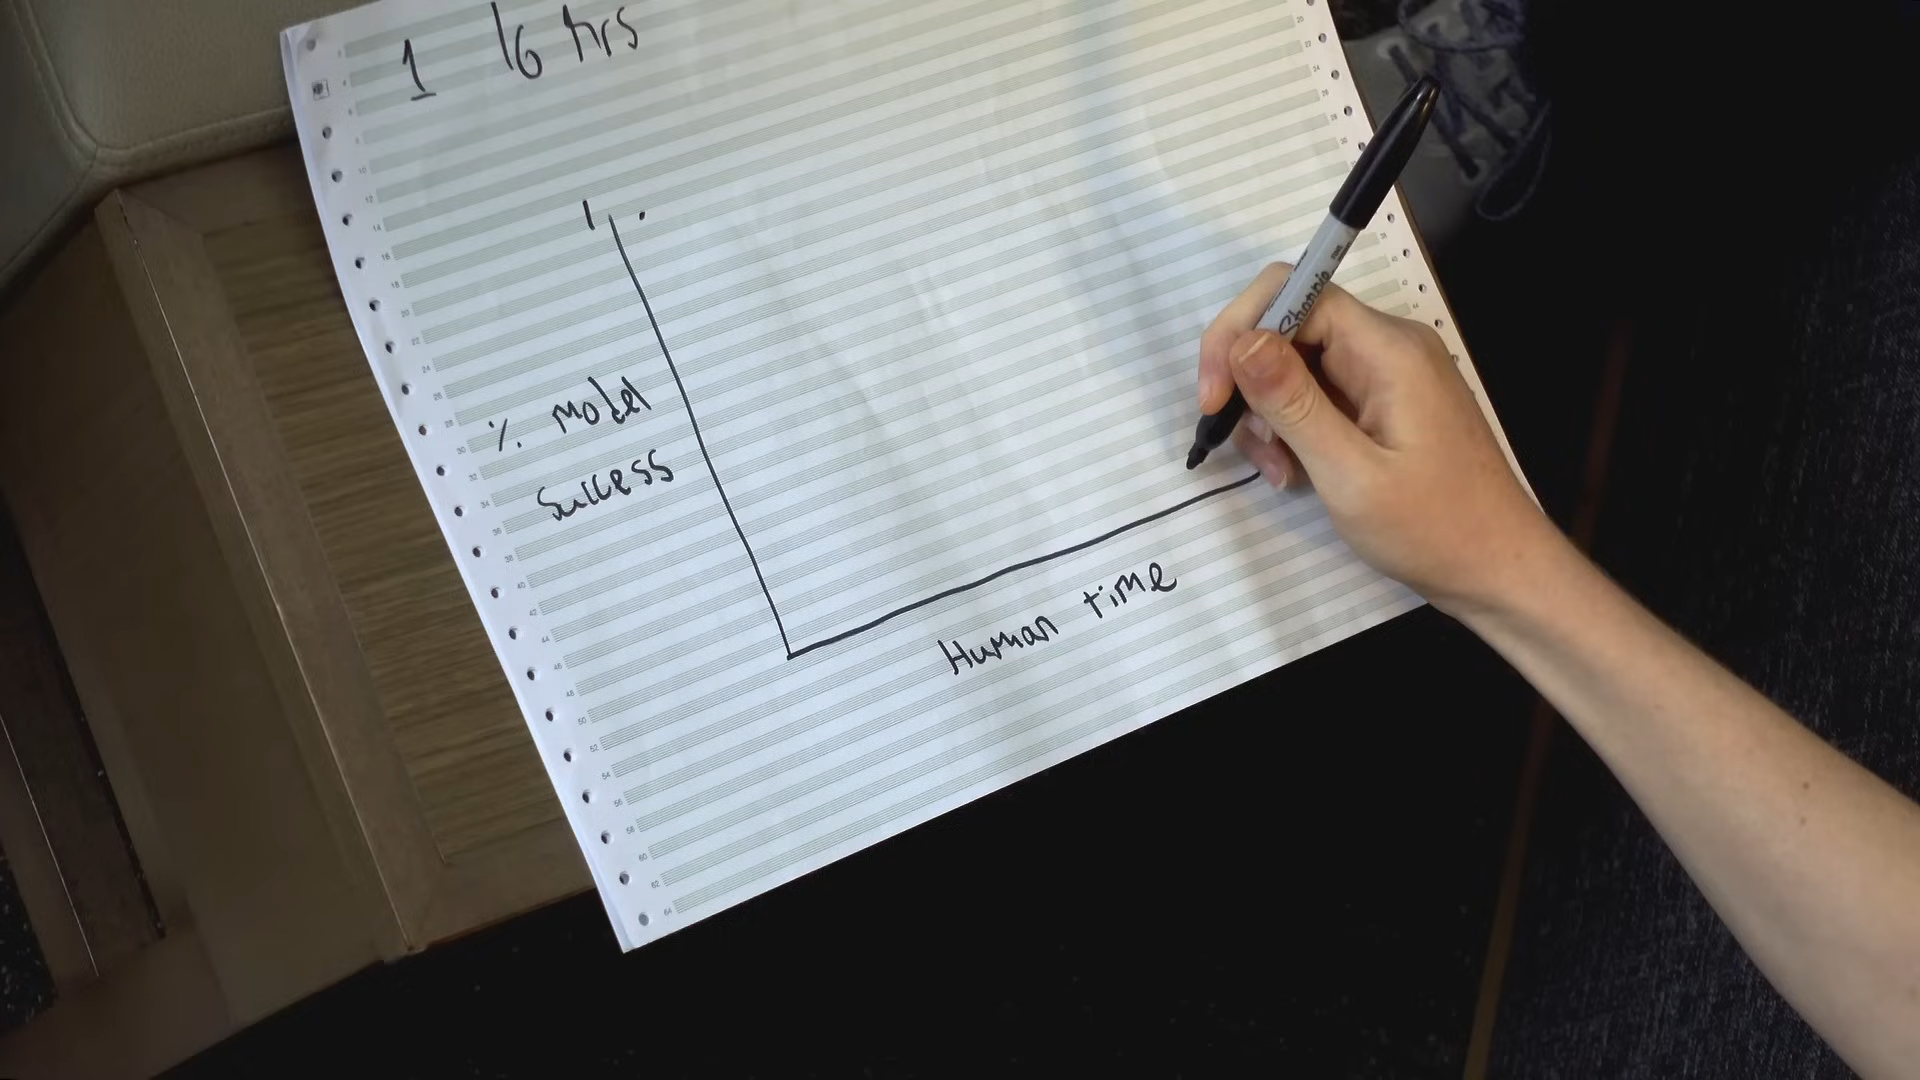 1 16 hrs
1
% model
success
Human time
Sharpie